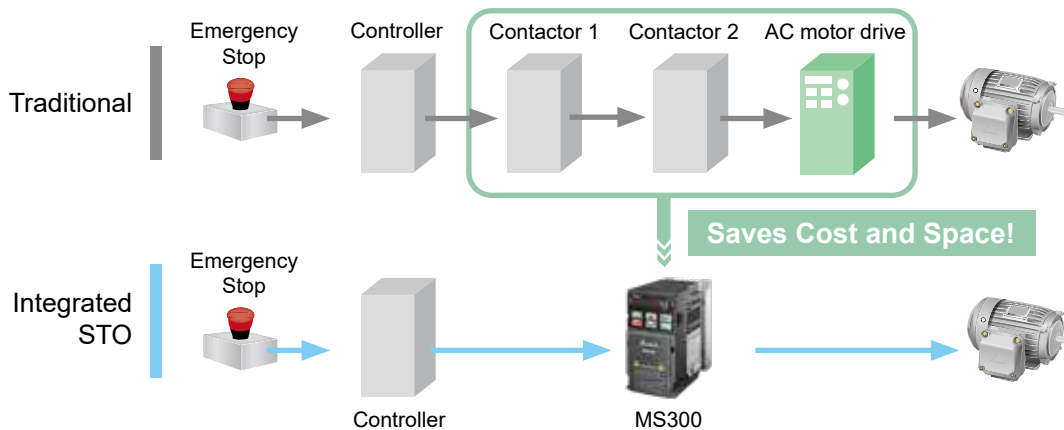 Emergency
Stop
Controller
Contactor 1
Contactor 2
AC motor drive
Traditional
Saves Cost and Space!
Emergency
Stop
Integrated
STO
Controller
MS300